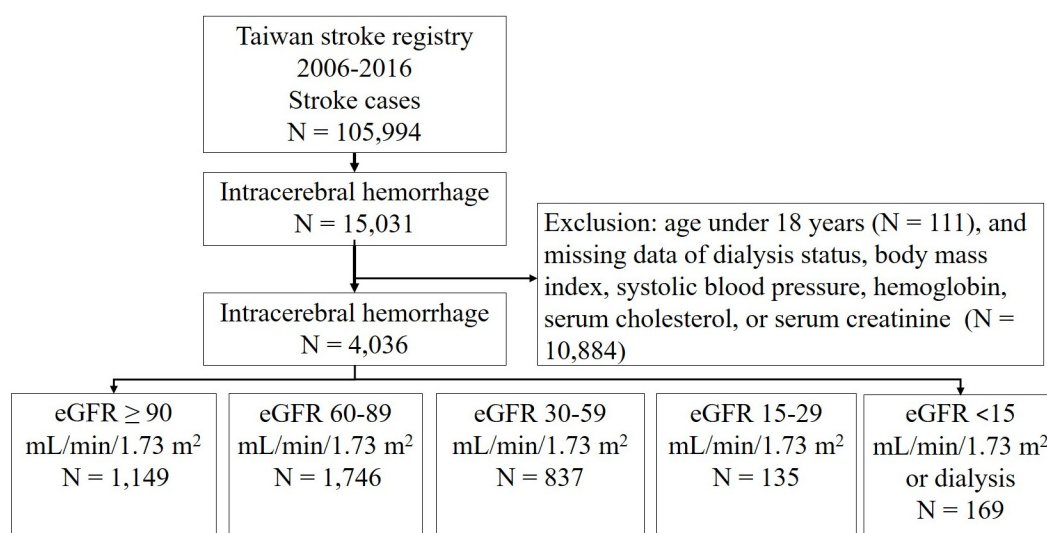 Taiwan stroke registry
2006-2016
Stroke cases
N = 105,994
Intracerebral hemorrhage
N = 15,031
Exclusion: age under 18 years (N = 111), and
missing data of dialysis status, body mass
index, systolic blood pressure, hemoglobin,
serum cholesterol, or serum creatinine (N =
10,884)
Intracerebral hemorrhage
N = 4,036
eGFR ≥ 90
mL/min/1.73 m²
N = 1,149
eGFR 60-89
mL/min/1.73 m²
N = 1,746
eGFR 30-59
mL/min/1.73 m²
N = 837
eGFR 15-29
mL/min/1.73 m²
N = 135
eGFR <15
mL/min/1.73 m²
or dialysis
N = 169